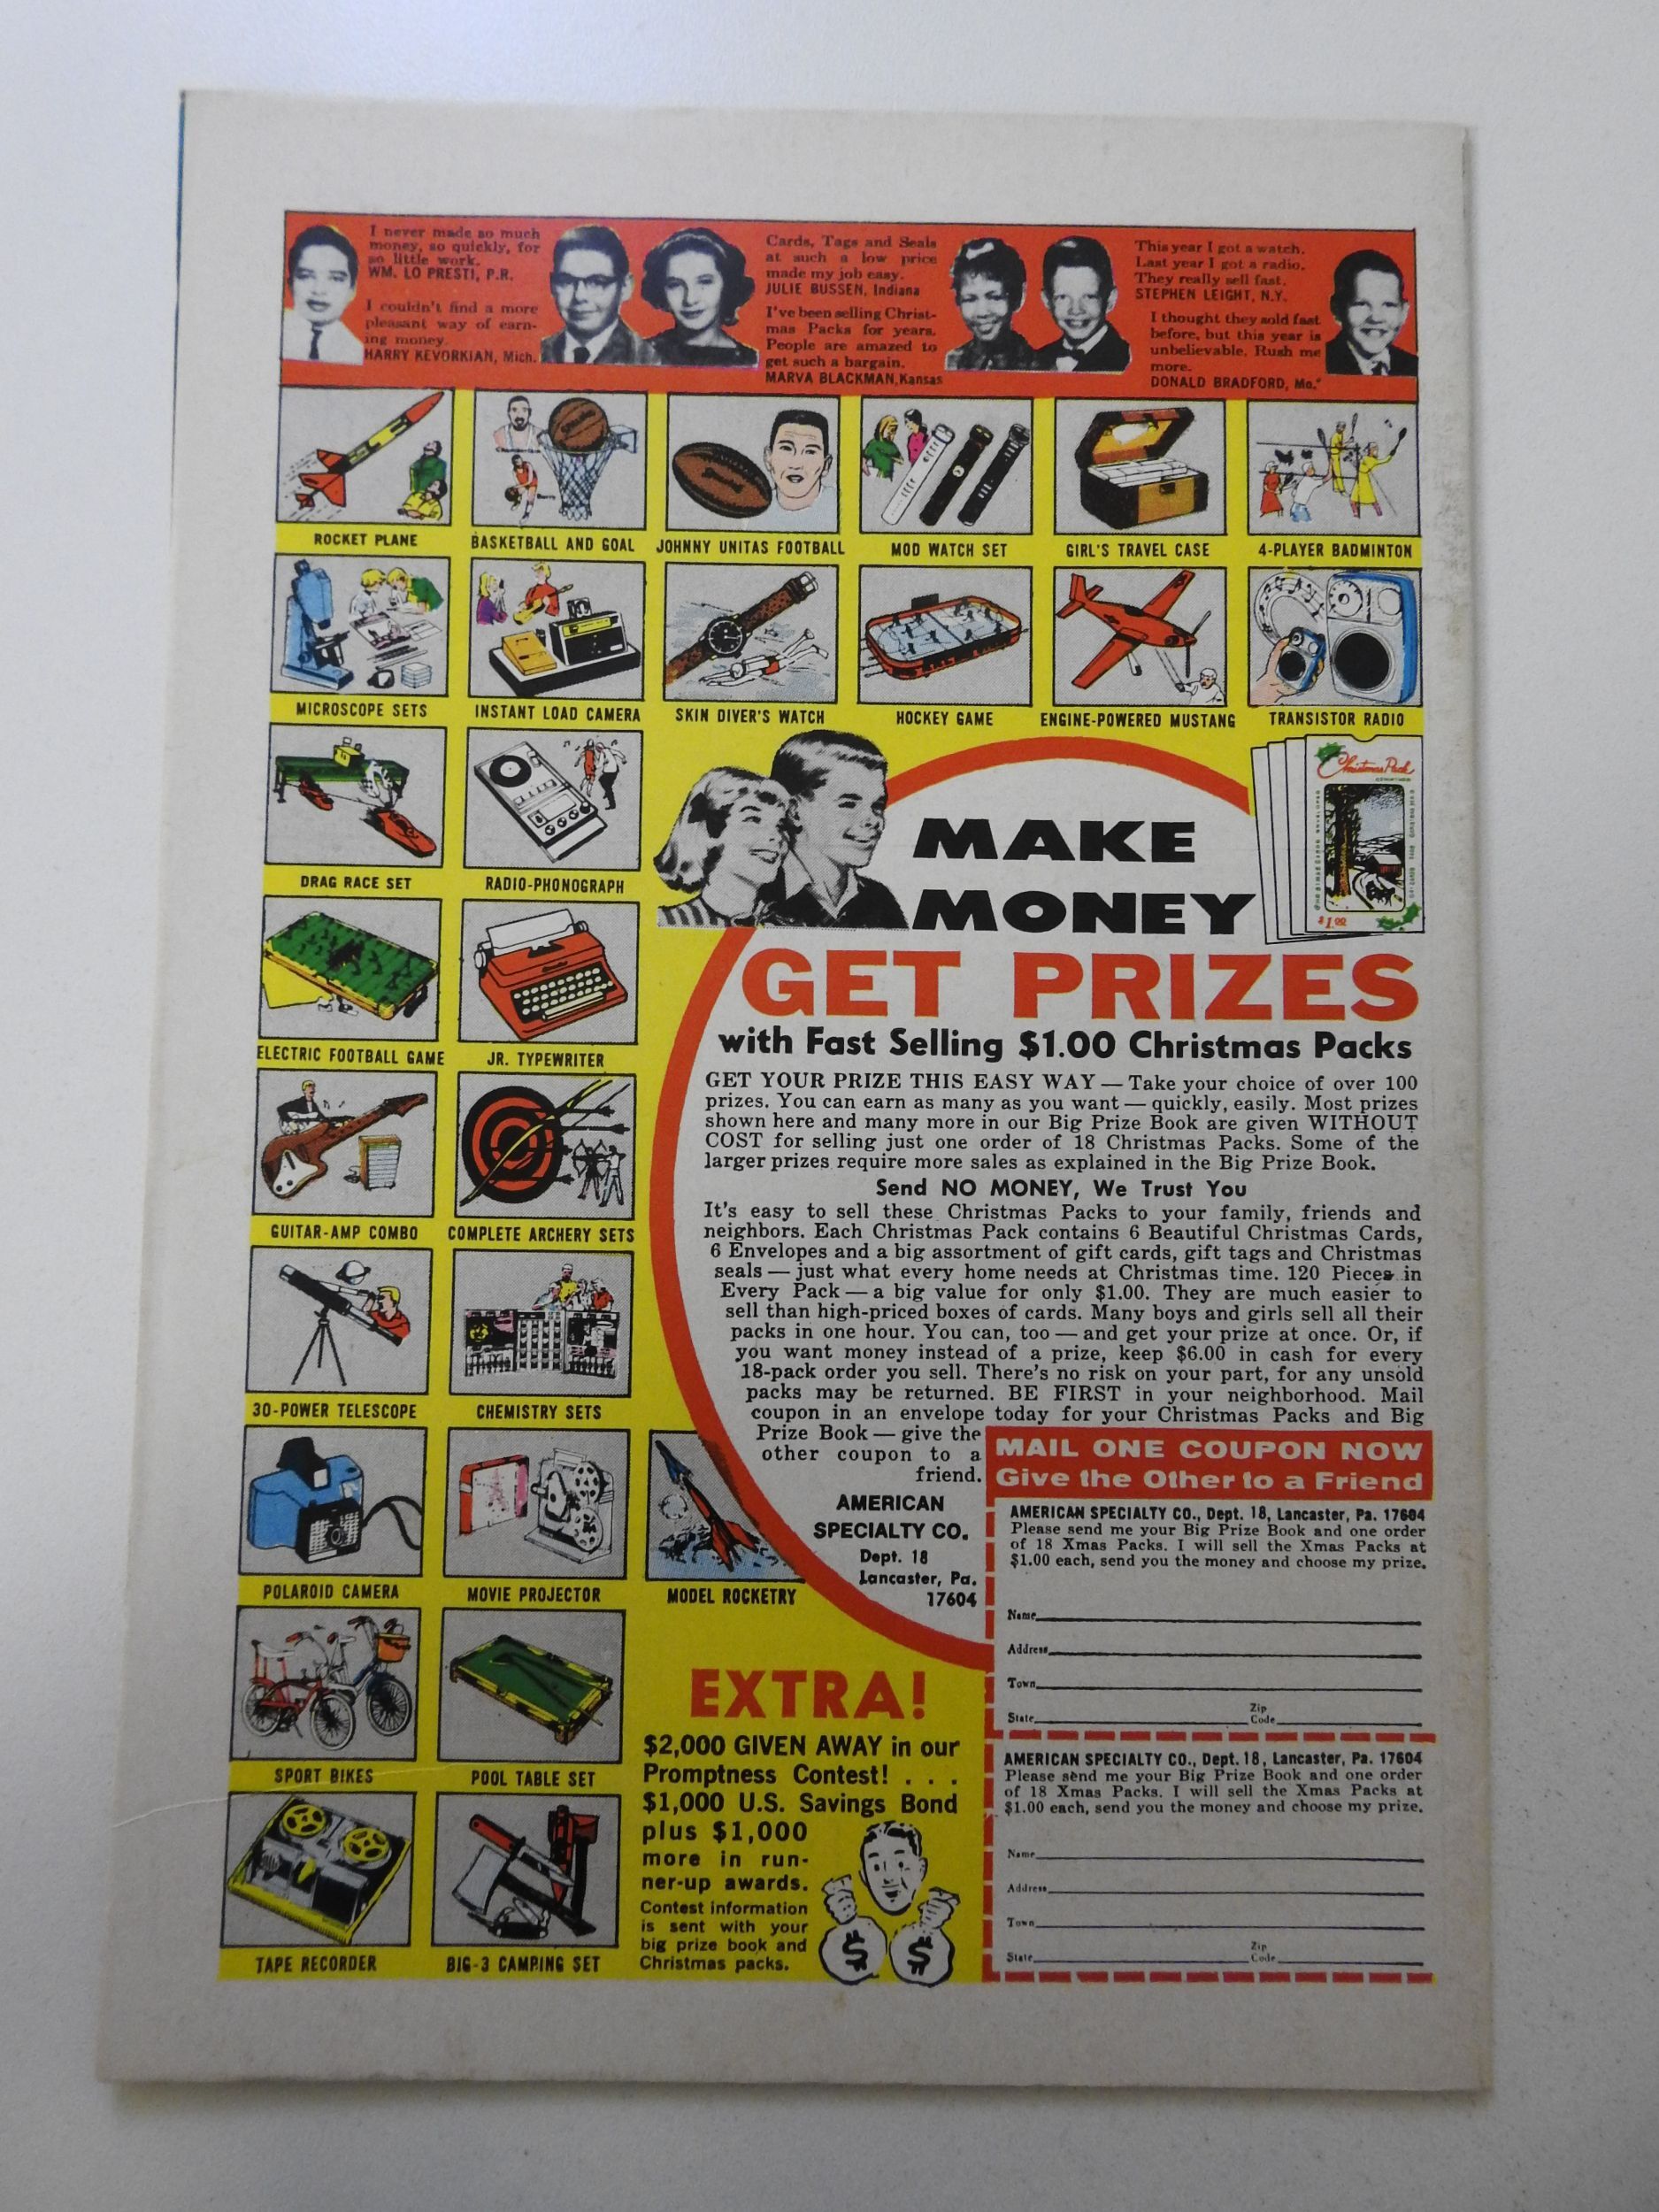 I never made so much
money, so quickly, for
so little work.
WM. LO PRESTI, P.R.
I couldn't find a more
pleasant way of earn-
ing money.
HARRY KEVORKIAN, Mich.
Cards, Tags and Seals
at such a low price
made my job easy.
JULIE BUSSEN, Indiana
I've been selling Christ-
mas Packs for years.
People are amazed to
get such a bargain.
MARVA BLACKMAN, Kansas
This year I got a watch.
Last year I got a radio.
They really sell fast.
STEPHEN LEIGHT, N.Y.
I thought they sold fast
before, but this year is
unbelievable. Rush me
more.
DONALD BRADFORD, Mo.
ROCKET PLANE
BASKETBALL AND GOAL
JOHNNY UNITAS FOOTBALL
MOD WATCH SET
GIRL'S TRAVEL CASE
4-PLAYER BADMINTON
MICROSCOPE SETS
INSTANT LOAD CAMERA
SKIN DIVER'S WATCH
HOCKEY GAME
ENGINE-POWERED MUSTANG
TRANSISTOR RADIO
DRAG RACE SET
RADIO-PHONOGRAPH
ELECTRIC FOOTBALL GAME
JR. TYPEWRITER
GUITAR-AMP COMBO
COMPLETE ARCHERY SETS
30-POWER TELESCOPE
CHEMISTRY SETS
POLAROID CAMERA
MOVIE PROJECTOR
MODEL ROCKETRY
SPORT BIKES
POOL TABLE SET
TAPE RECORDER
BIG-3 CAMPING SET
Christmas Pack
$1.00
MAKE
MONEY
GET PRIZES
with Fast Selling $1.00 Christmas Packs
GET YOUR PRIZE THIS EASY WAY — Take your choice of over 100
prizes. You can earn as many as you want — quickly, easily. Most prizes
shown here and many more in our Big Prize Book are given WITHOUT
COST for selling just one order of 18 Christmas Packs. Some of the
larger prizes require more sales as explained in the Big Prize Book.
Send NO MONEY, We Trust You
It's easy to sell these Christmas Packs to your family, friends and
neighbors. Each Christmas Pack contains 6 Beautiful Christmas Cards,
6 Envelopes and a big assortment of gift cards, gift tags and Christmas
seals — just what every home needs at Christmas time. 120 Pieces in
Every Pack — a big value for only $1.00. They are much easier to
sell than high-priced boxes of cards. Many boys and girls sell all their
packs in one hour. You can, too — and get your prize at once. Or, if
you want money instead of a prize, keep $6.00 in cash for every
18-pack order you sell. There's no risk on your part, for any unsold
packs may be returned. BE FIRST in your neighborhood. Mail
coupon in an envelope today for your Christmas Packs and Big
Prize Book — give the
other coupon to a
friend.
AMERICAN
SPECIALTY CO.
Dept. 18
Lancaster, Pa.
17604
EXTRA!
$2,000 GIVEN AWAY in our
Promptness Contest! . . .
$1,000 U.S. Savings Bond
plus $1,000
more in run-
ner-up awards.
Contest information
is sent with your
big prize book and
Christmas packs.
$ $
MAIL ONE COUPON NOW
Give the Other to a Friend
AMERICAN SPECIALTY CO., Dept. 18, Lancaster, Pa. 17604
Please send me your Big Prize Book and one order
of 18 Xmas Packs. I will sell the Xmas Packs at
$1.00 each, send you the money and choose my prize.
Name
Address
Town
State Zip Code
AMERICAN SPECIALTY CO., Dept. 18, Lancaster, Pa. 17604
Please send me your Big Prize Book and one order
of 18 Xmas Packs. I will sell the Xmas Packs at
$1.00 each, send you the money and choose my prize.
Name
Address
Town
State Zip Code